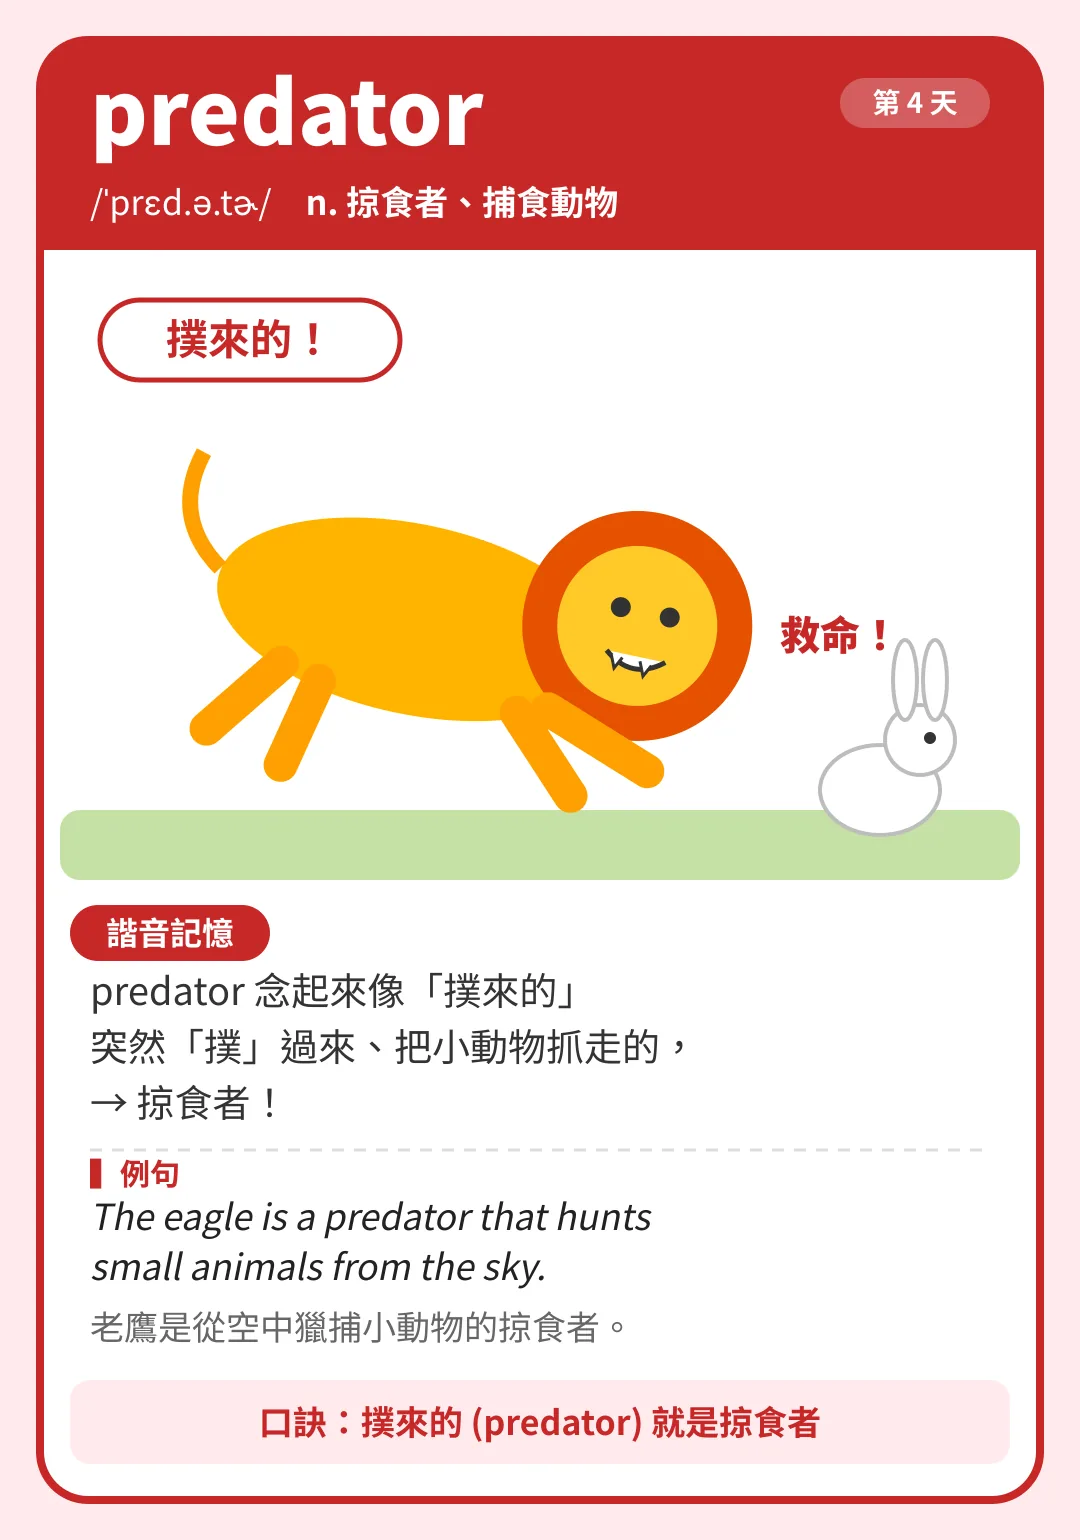 predator
第 4 天
/ˈprɛd.ə.tɚ/ n. 掠食者、捕食動物
撲來的！
救命！
諧音記憶
predator 念起來像「撲來的」
突然「撲」過來、把小動物抓走的，
→ 掠食者！
例句
The eagle is a predator that hunts
small animals from the sky.
老鷹是從空中獵捕小動物的掠食者。
口訣：撲來的 (predator) 就是掠食者